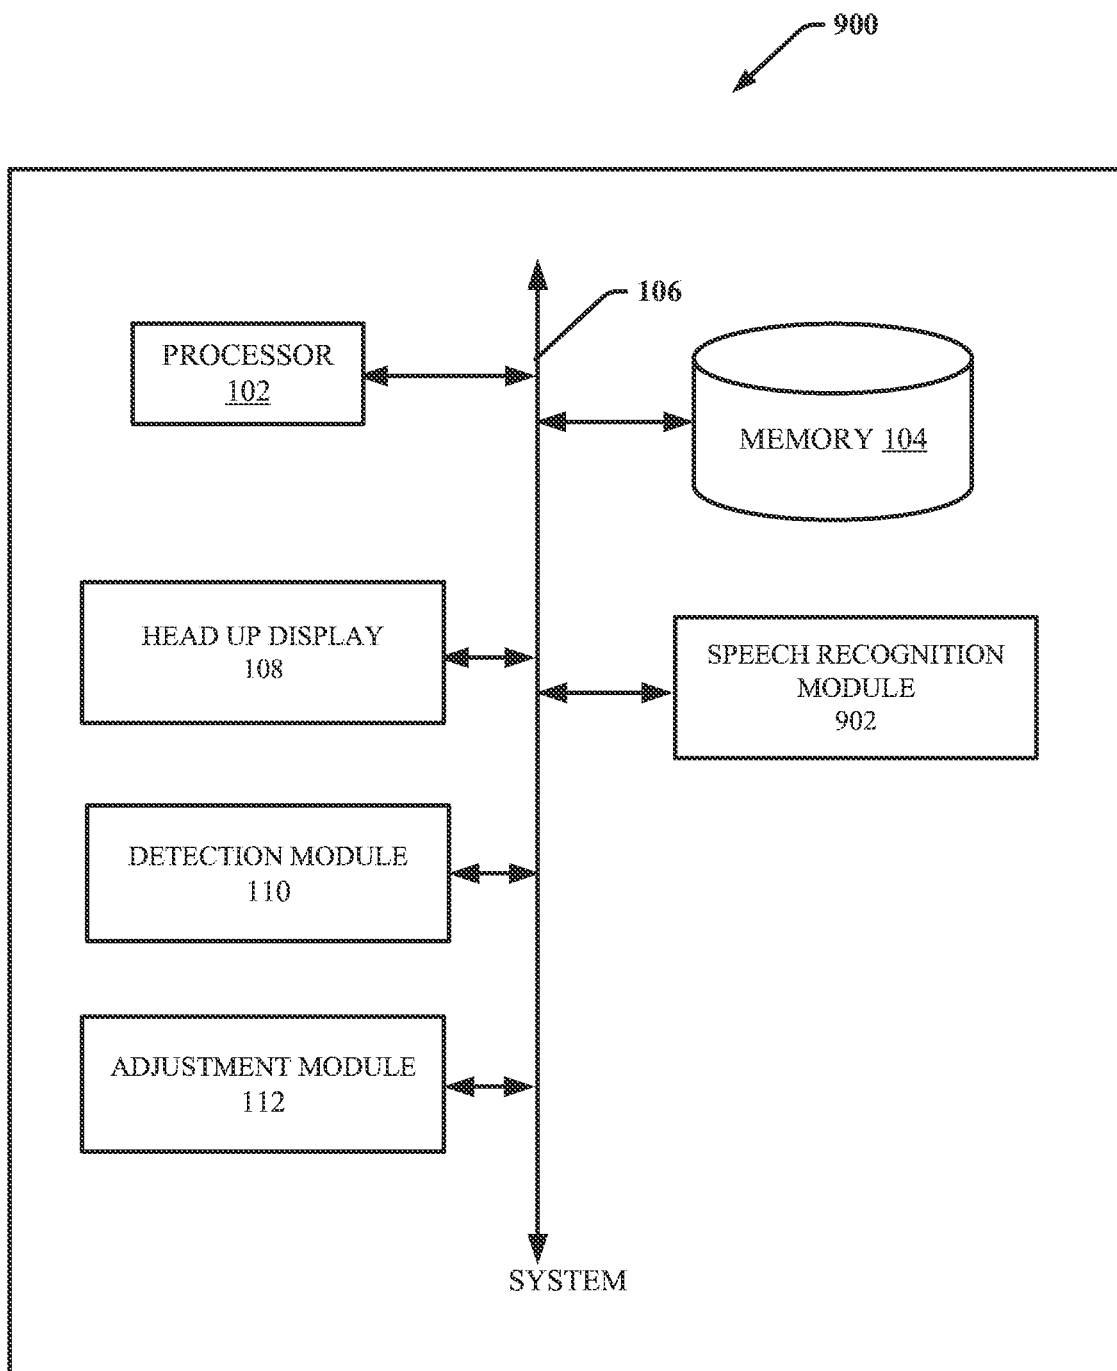 900
106
PROCESSOR
102
MEMORY 104
HEAD UP DISPLAY
108
SPEECH RECOGNITION
MODULE
902
DETECTION MODULE
110
ADJUSTMENT MODULE
112
SYSTEM